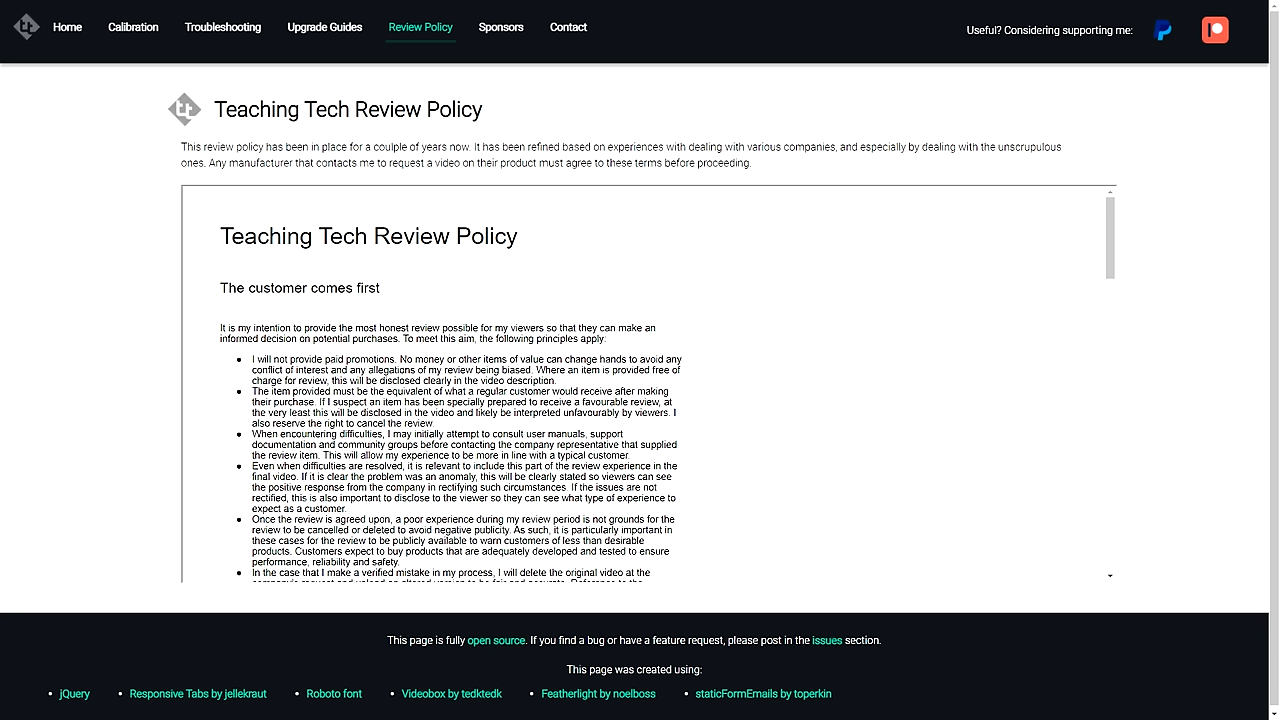 Home Calibration Troubleshooting Upgrade Guides Review Policy Sponsors Contact Useful? Considering supporting me:
Teaching Tech Review Policy
This review policy has been in place for a coulple of years now. It has been refined based on experiences with dealing with various companies, and especially by dealing with the unscrupulous
ones. Any manufacturer that contacts me to request a video on their product must agree to these terms before proceeding.
Teaching Tech Review Policy
The customer comes first
It is my intention to provide the most honest review possible for my viewers so that they can make an
informed decision on potential purchases. To meet this aim, the following principles apply:
• I will not provide paid promotions. No money or other items of value can change hands to avoid any
conflict of interest and any allegations of my review being biased. Where an item is provided free of
charge for review, this will be disclosed clearly in the video description.
• The item provided must be the equivalent of what a regular customer would receive after making
their purchase. If I suspect an item has been specially prepared to receive a favourable review, at
the very least this will be disclosed in the video and likely be interpreted unfavourably by viewers. I
also reserve the right to cancel the review.
• When encountering difficulties, I may initially attempt to consult user manuals, support
documentation and community groups before contacting the company representative that supplied
the review item. This will allow my experience to be more in line with a typical customer.
• Even when difficulties are resolved, it is relevant to include this part of the review experience in the
final video. If it is clear the problem was an anomaly, this will be clearly stated so viewers can see
the positive response from the company in rectifying such circumstances. If the issues are not
rectified, this is also important to disclose to the viewer so they can see what type of experience to
expect as a customer.
• Once the review is agreed upon, a poor experience during my review period is not grounds for the
review to be cancelled or deleted to avoid negative publicity. As such, it is particularly important in
these cases for the review to be publicly available to warn customers of less than desirable
products. Customers expect to buy products that are adequately developed and tested to ensure
performance, reliability and safety.
• In the case that I make a verified mistake in my process, I will delete the original video at the
This page is fully open source. If you find a bug or have a feature request, please post in the issues section.
This page was created using:
• jQuery • Responsive Tabs by jellekraut • Roboto font • Videobox by tedktedk • Featherlight by noelboss • staticFormEmails by toperkin